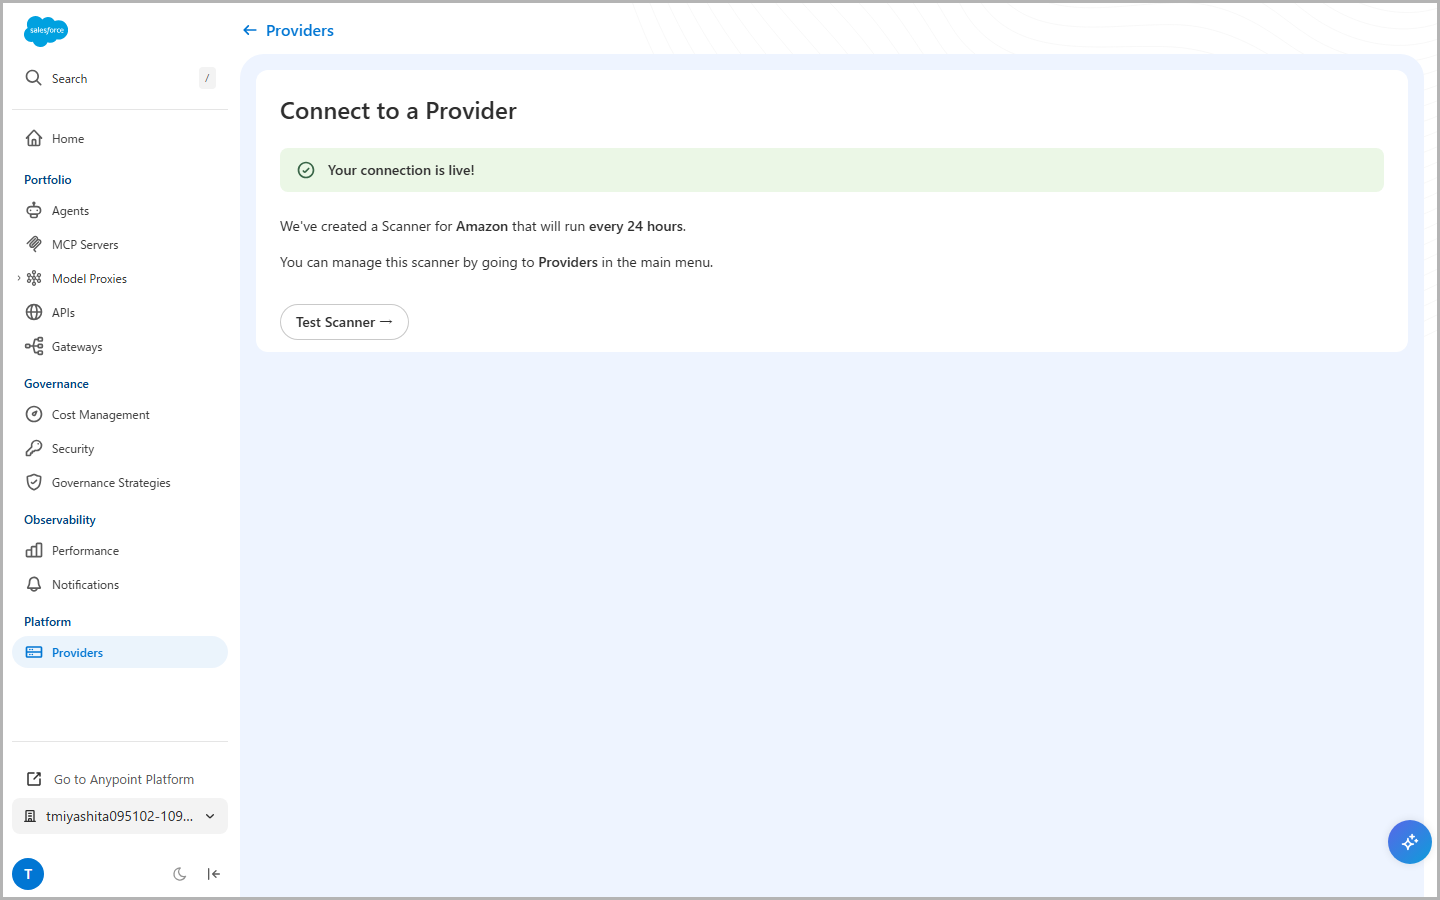 salesforce
Search /
Home
Portfolio
Agents
MCP Servers
Model Proxies
APIs
Gateways
Governance
Cost Management
Security
Governance Strategies
Observability
Performance
Notifications
Platform
Providers
Go to Anypoint Platform
tmiyashita095102-109...
T
Providers
Connect to a Provider
Your connection is live!
We've created a Scanner for Amazon that will run every 24 hours.
You can manage this scanner by going to Providers in the main menu.
Test Scanner →